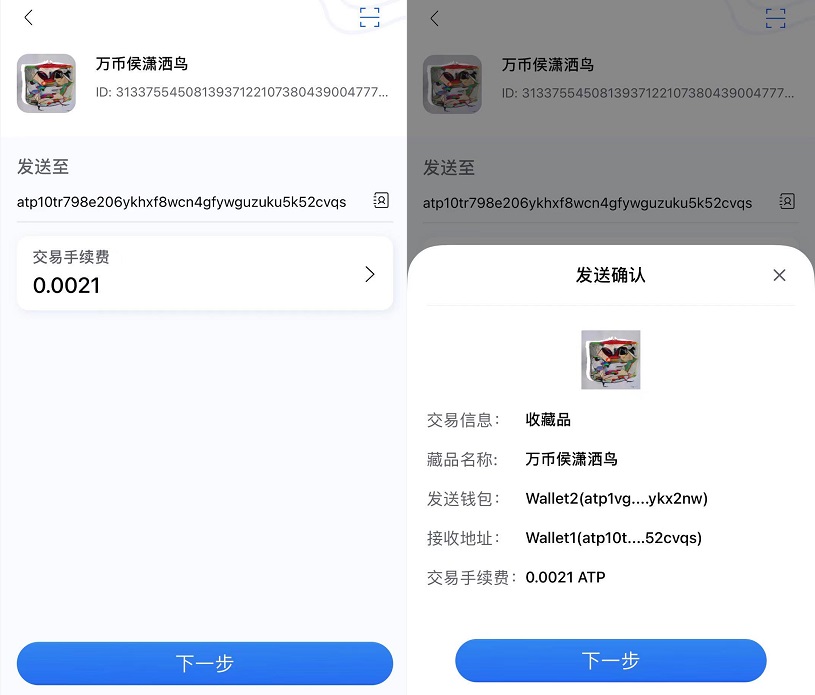 万币侯潇洒鸟
ID: 31337554508139371221073804390047​77...
发送至
atp10tr798e206ykhxf8wcn4gfywguzuku5k52cvqs
交易手续费
0.0021
下一步
万币侯潇洒鸟
ID: 31337554508139371221073804390047​77...
发送至
atp10tr798e206ykhxf8wcn4gfywguzuku5k52cvqs
发送确认
交易信息： 收藏品
藏品名称: 万币侯潇洒鸟
发送钱包： Wallet2(atp1vg....ykx2nw)
接收地址： Wallet1(atp10t....52cvqs)
交易手续费： 0.0021 ATP
下一步